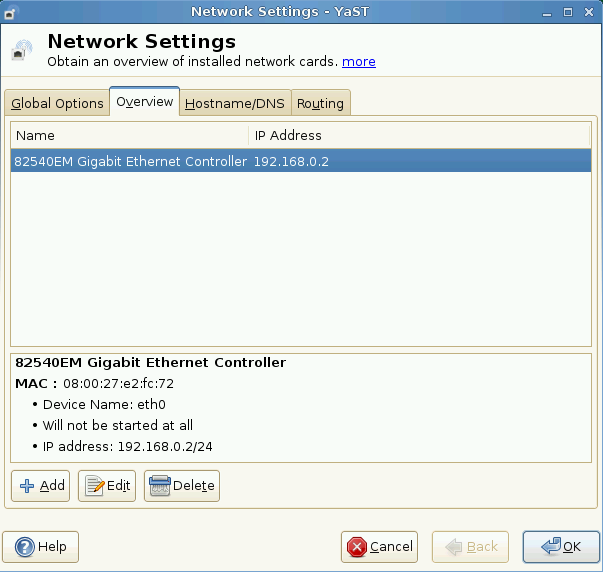 Network Settings - YaST
Network Settings
Obtain an overview of installed network cards. more
Global Options Overview Hostname/DNS Routing
Name IP Address
82540EM Gigabit Ethernet Controller 192.168.0.2
82540EM Gigabit Ethernet Controller
MAC : 08:00:27:e2:fc:72
• Device Name: eth0
• Will not be started at all
• IP address: 192.168.0.2/24
Add Edit Delete
Help Cancel Back OK